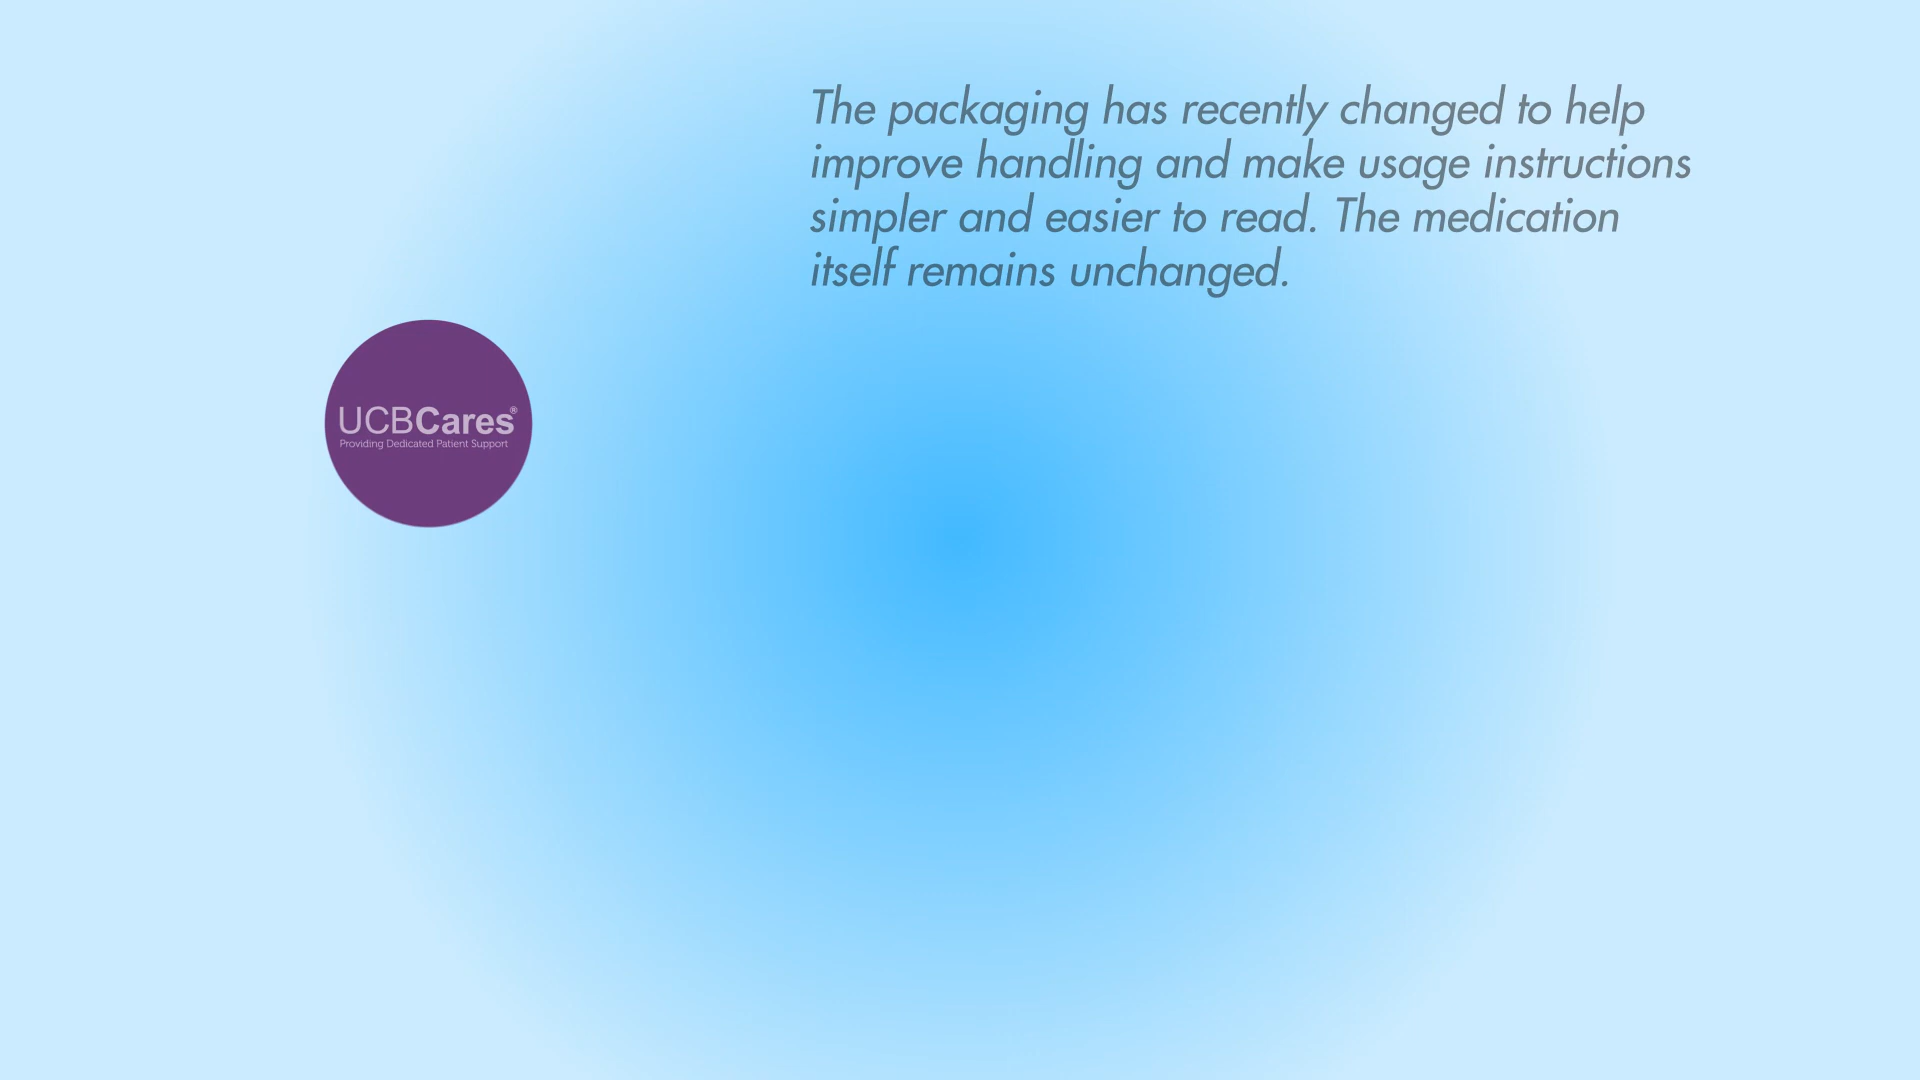 The packaging has recently changed to help
improve handling and make usage instructions
simpler and easier to read. The medication
itself remains unchanged.
UCBCares®
Providing Dedicated Patient Support